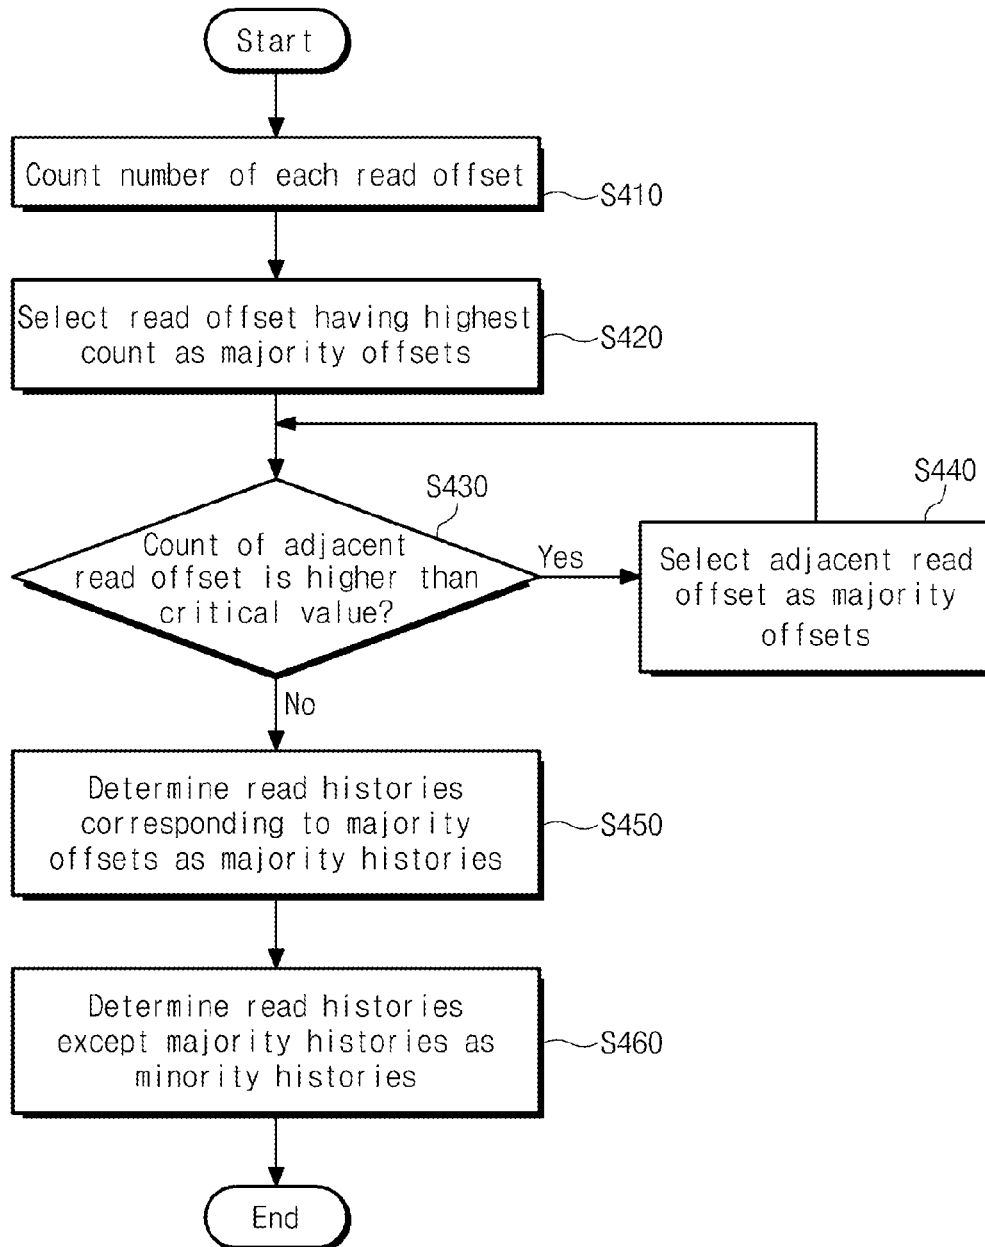 Start
Count number of each read offset
S410
Select read offset having highest
count as majority offsets
S420
S430
Count of adjacent
read offset is higher than
critical value?
Yes
S440
Select adjacent read
offset as majority
offsets
No
Determine read histories
corresponding to majority
offsets as majority histories
S450
Determine read histories
except majority histories as
minority histories
S460
End